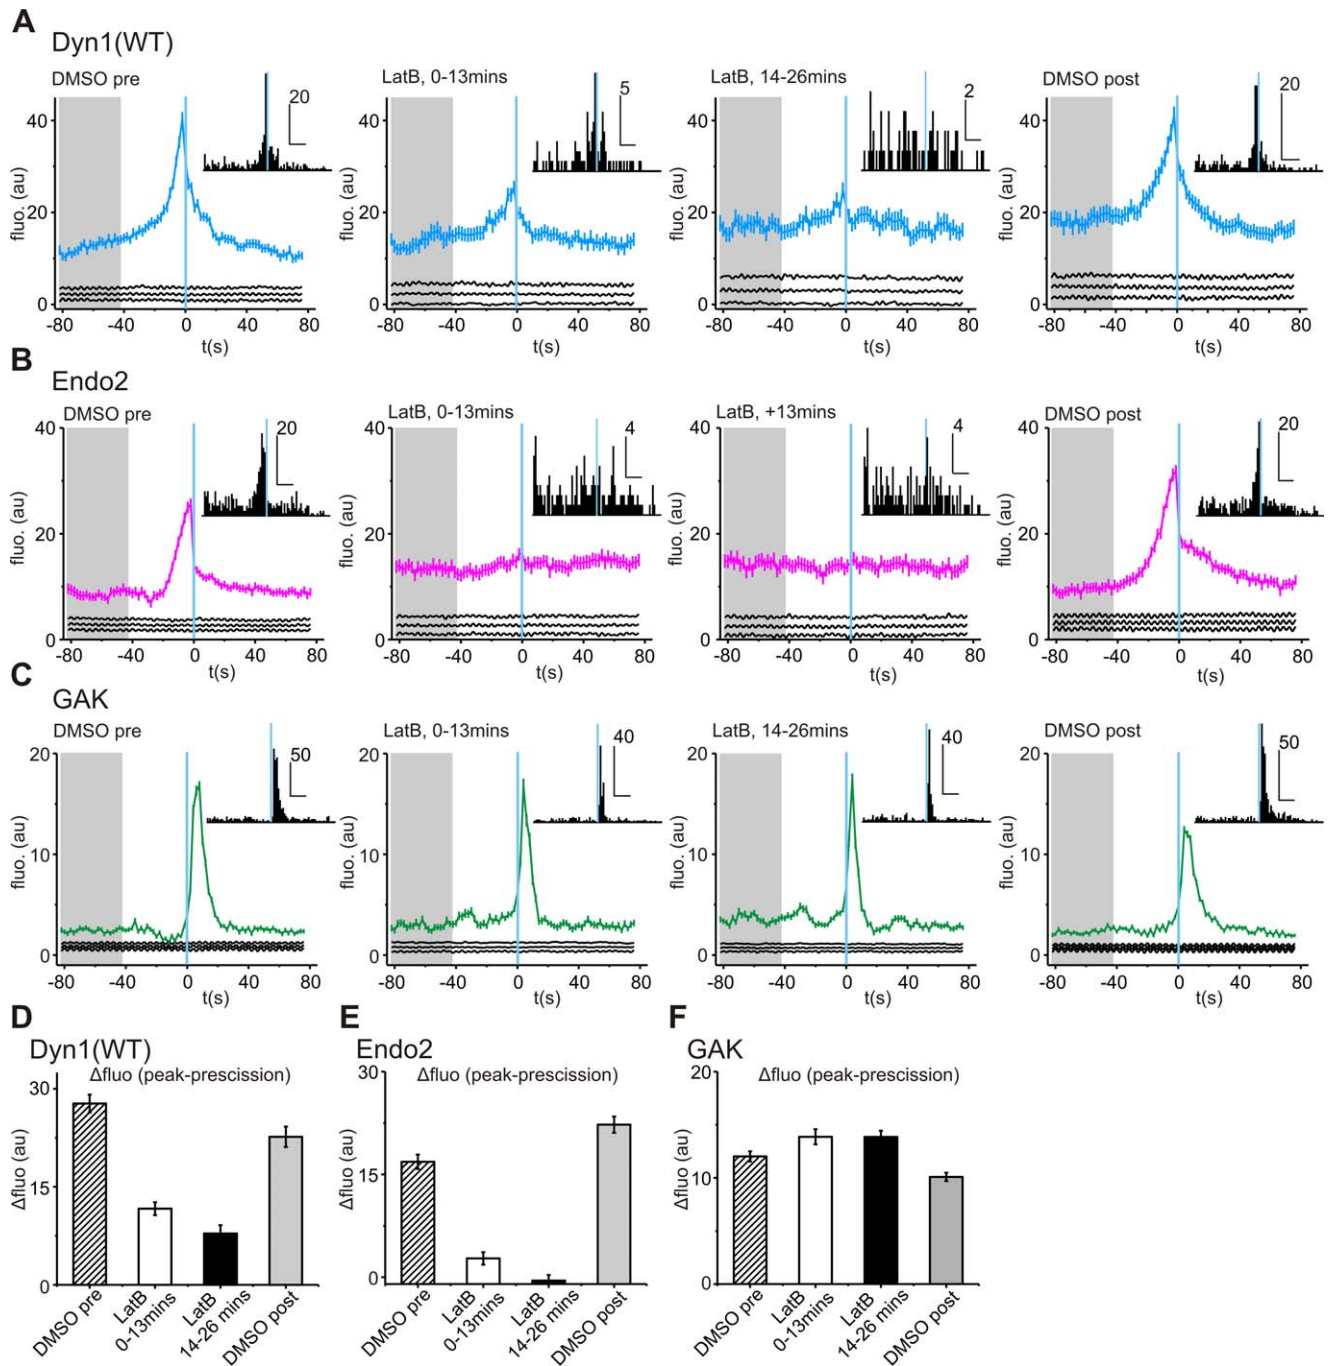 A
Dyn1(WT)
DMSO pre
LatB, 0-13mins
LatB, 14-26mins
DMSO post
20
5
2
20
fluo. (au)
40
20
0
-80 -40 0 40 80
t(s)
fluo. (au)
40
20
0
-80 -40 0 40 80
t(s)
fluo. (au)
40
20
0
-80 -40 0 40 80
t(s)
fluo. (au)
40
20
0
-80 -40 0 40 80
t(s)
B
Endo2
DMSO pre
LatB, 0-13mins
LatB, +13mins
DMSO post
20
4
4
20
fluo. (au)
40
20
0
-80 -40 0 40 80
t(s)
fluo. (au)
40
20
0
-80 -40 0 40 80
t(s)
fluo. (au)
40
20
0
-80 -40 0 40 80
t(s)
fluo. (au)
40
20
0
-80 -40 0 40 80
t(s)
C
GAK
DMSO pre
LatB, 0-13mins
LatB, 14-26mins
DMSO post
50
40
40
50
fluo. (au)
20
10
0
-80 -40 0 40 80
t(s)
fluo. (au)
20
10
0
-80 -40 0 40 80
t(s)
fluo. (au)
20
10
0
-80 -40 0 40 80
t(s)
fluo. (au)
20
10
0
-80 -40 0 40 80
t(s)
D
Dyn1(WT)
Δfluo (peak-prescission)
Δfluo (au)
30
15
0
DMSO pre
LatB
0-13mins
LatB
14-26 mins
DMSO post
E
Endo2
Δfluo (peak-prescission)
Δfluo (au)
30
15
0
DMSO pre
LatB
0-13mins
LatB
14-26 mins
DMSO post
F
GAK
Δfluo (peak-prescission)
Δfluo (au)
20
10
0
DMSO pre
LatB
0-13mins
LatB
14-26 mins
DMSO post